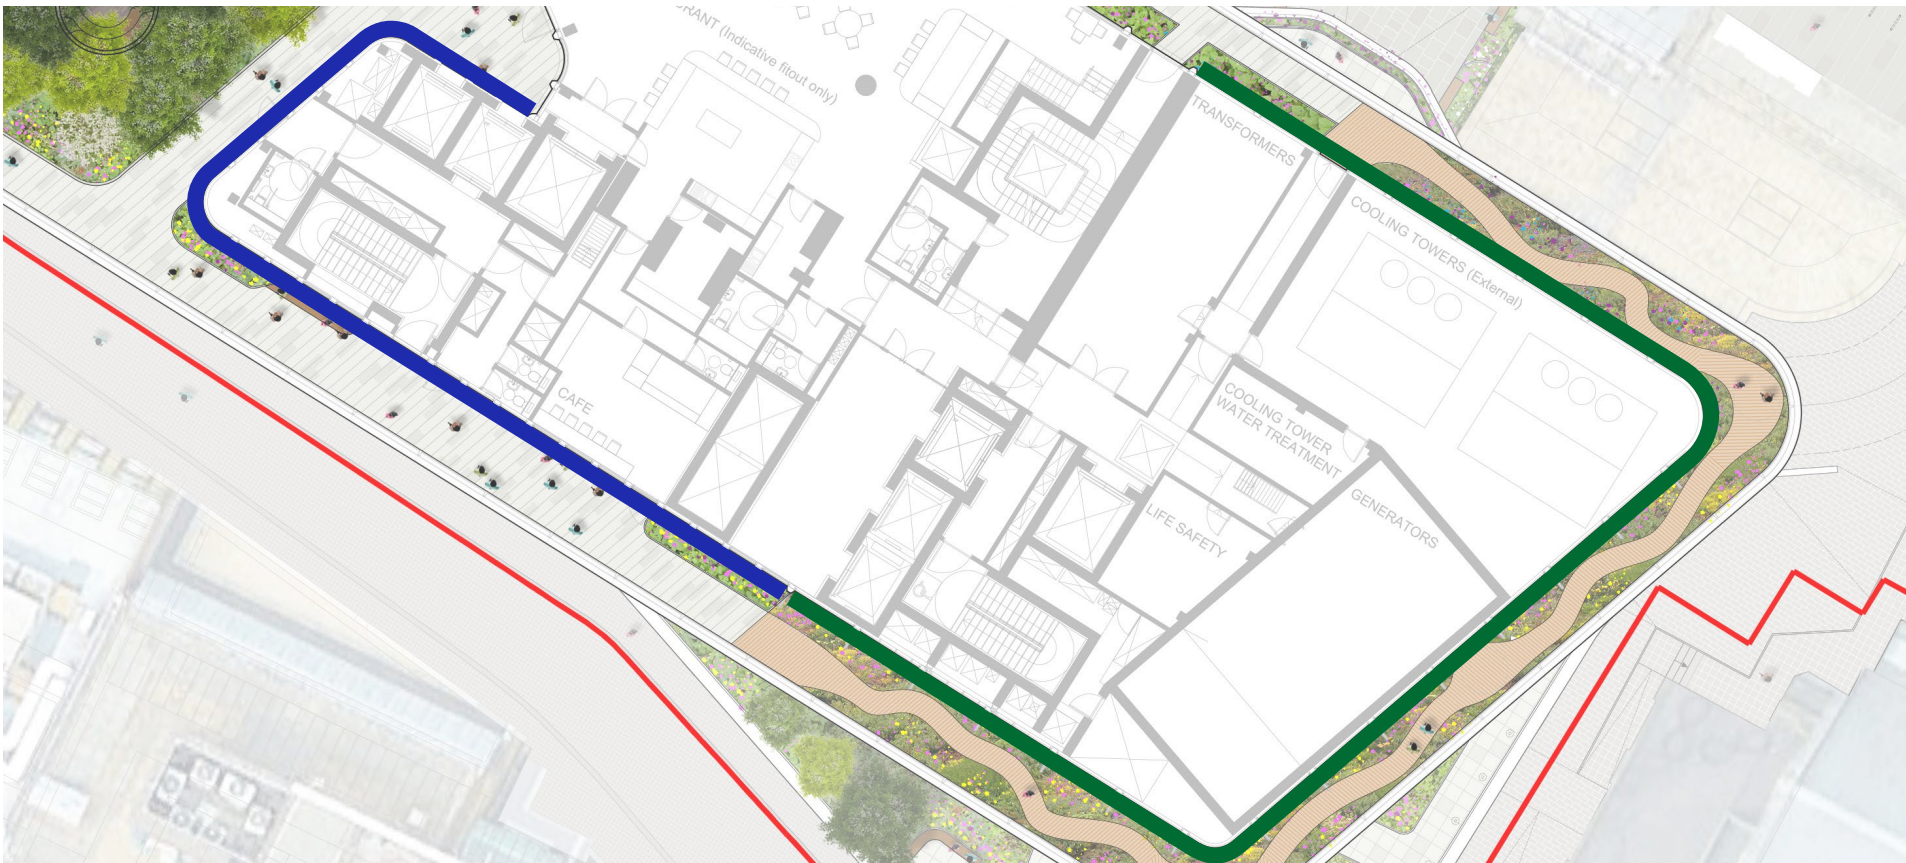 RANT (Indicative fitout only)
TRANSFORMERS
COOLING TOWERS (External)
CAFE
COOLING TOWER
WATER TREATMENT
GENERATORS
LIFE SAFETY